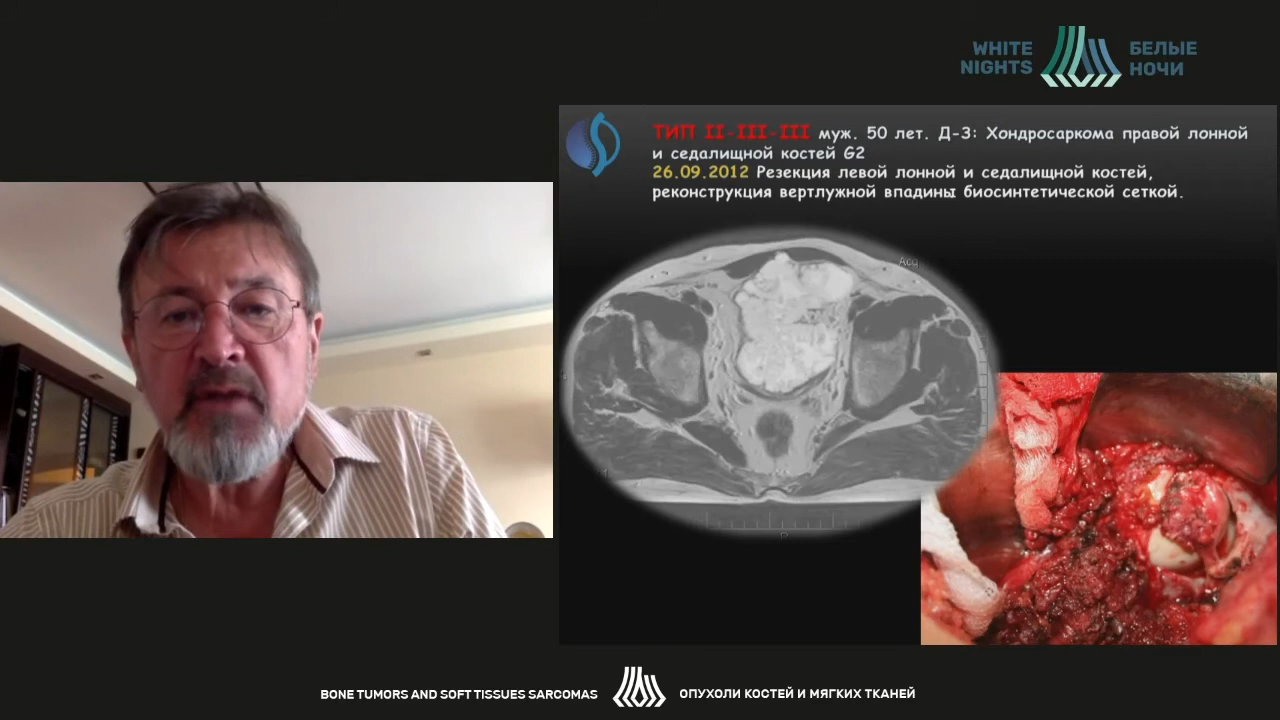 WHITE
NIGHTS
БЕЛЫЕ
НОЧИ
ТИП II-III-III муж. 50 лет. Д-З: Хондросаркома правой лонной
и седалищной костей G2
26.09.2012 Резекция левой лонной и седалищной костей,
реконструкция вертлужной впадины биосинтетической сеткой.
BONE TUMORS AND SOFT TISSUES SARCOMAS
ОПУХОЛИ КОСТЕЙ И МЯГКИХ ТКАНЕЙ